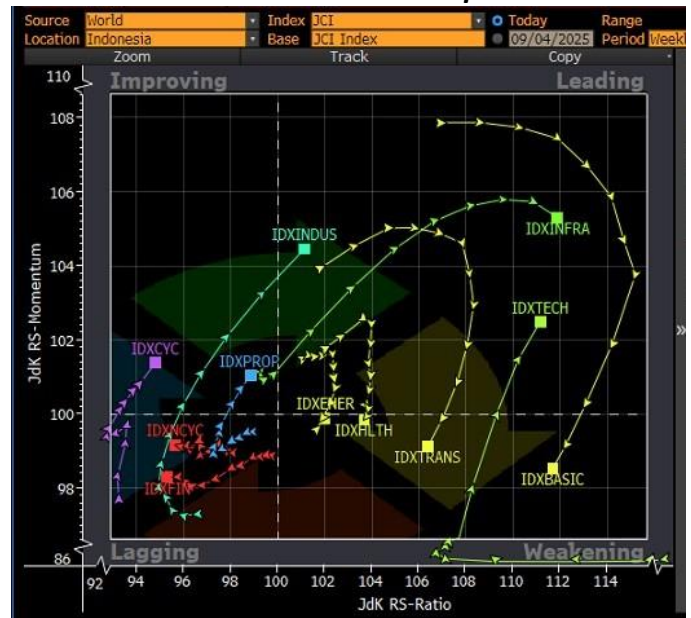 Source World Index JCI Today Range
Location Indonesia Base JCI Index 09/04/2025 Period Weekl
Zoom Track Copy
110
Improving Leading
108
106
IDXINDUS IDXINFRA
104
JdK RS-Momentum
IDXTECH
102
»
IDXCYC IDXPROP
IDXENER
100
IDXNCYC IDXHLTH
IDXTRANS IDXBASIC
IDXFIN
98
86
Lagging Weakening
92 94 96 98 100 102 104 106 108 110 112 114
JdK RS-Ratio